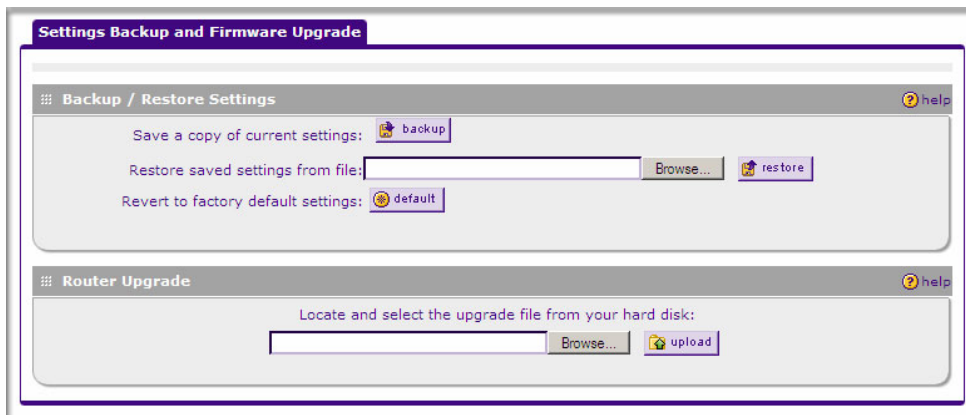 Settings Backup and Firmware Upgrade
Backup / Restore Settings
help
Save a copy of current settings: backup
Restore saved settings from file: Browse... restore
Revert to factory default settings: default
Router Upgrade
help
Locate and select the upgrade file from your hard disk:
Browse... upload